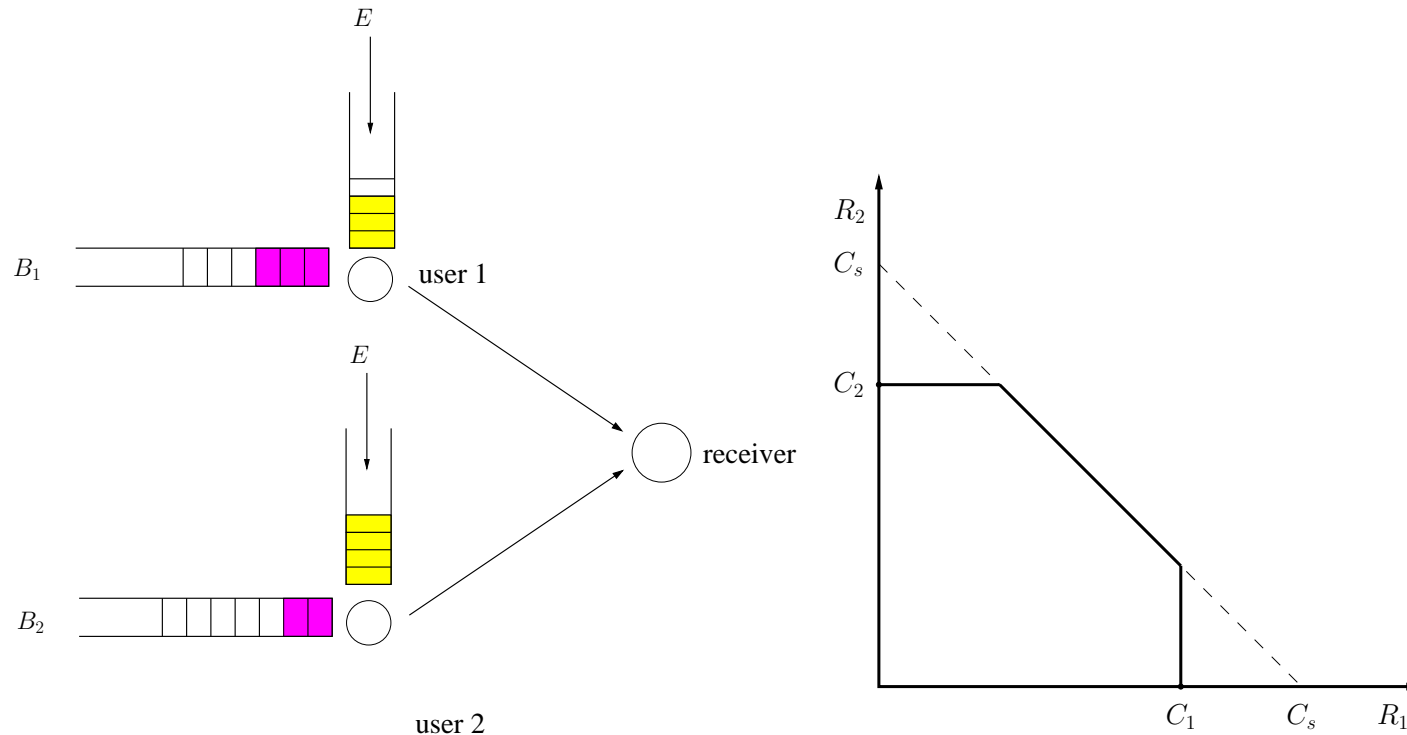 E
B₁
user 1
E
receiver
B₂
user 2
R₂
Cₛ
C₂
C₁
Cₛ
R₁